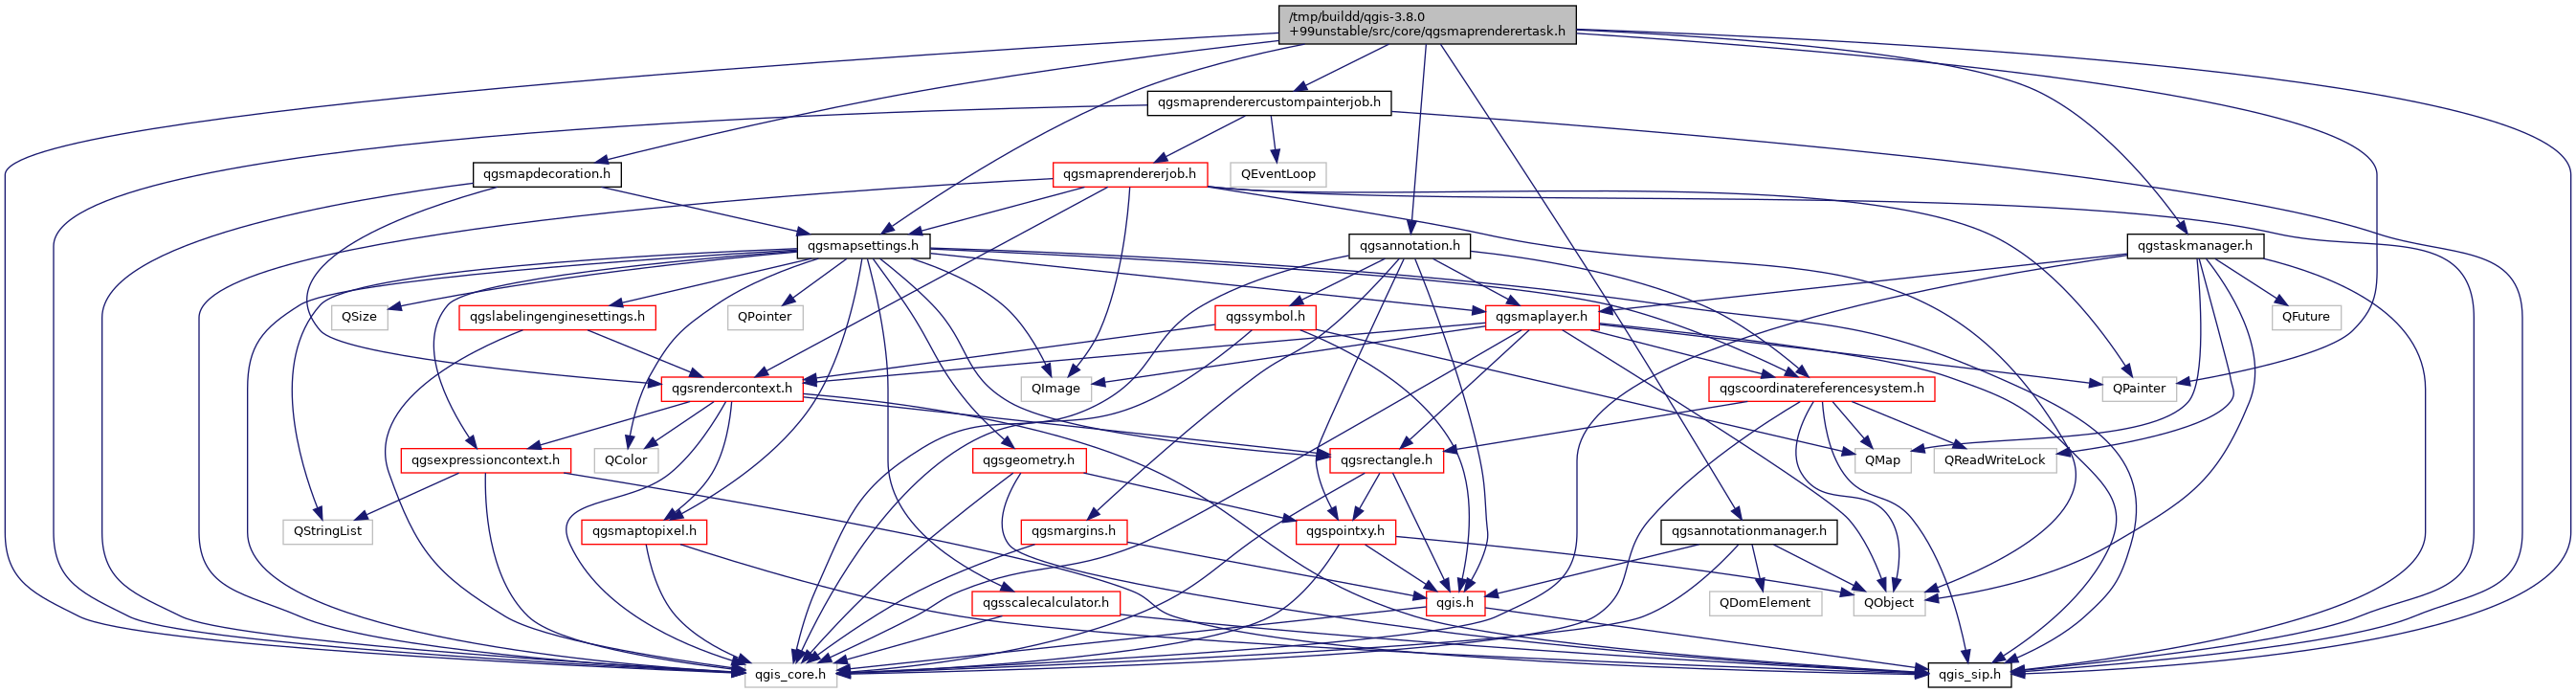 /tmp/buildd/qgis-3.8.0
+99unstable/src/core/qgsmaprenderertask.h
qgsmaprenderercustompainterjob.h
qgsmapdecoration.h
qgsmaprendererjob.h
QEventLoop
qgsmapsettings.h
qgsannotation.h
qgstaskmanager.h
QSize
qgslabelingenginesettings.h
QPointer
qgssymbol.h
qgsmaplayer.h
QFuture
qgsrendercontext.h
QImage
qgscoordinatereferencesystem.h
QPainter
qgsexpressioncontext.h
QColor
qgsgeometry.h
qgsrectangle.h
QMap
QReadWriteLock
QStringList
qgsmaptopixel.h
qgsmargins.h
qgspointxy.h
qgsannotationmanager.h
qgsscalecalculator.h
qgis.h
QDomElement
QObject
qgis_core.h
qgis_sip.h